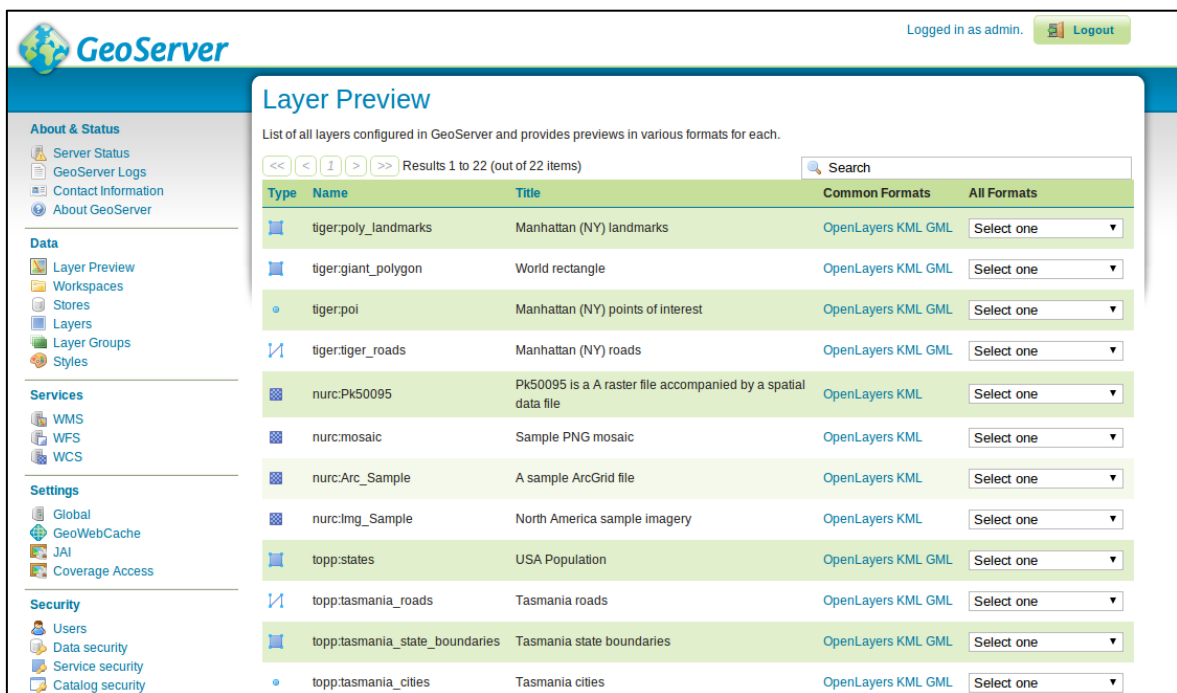 GeoServer
Logged in as admin.
Logout
About & Status
Server Status
GeoServer Logs
Contact Information
About GeoServer
Data
Layer Preview
Workspaces
Stores
Layers
Layer Groups
Styles
Services
WMS
WFS
WCS
Settings
Global
GeoWebCache
JAI
Coverage Access
Security
Users
Data security
Service security
Catalog security
Layer Preview
List of all layers configured in GeoServer and provides previews in various formats for each.
<< < 1 > >> Results 1 to 22 (out of 22 items) Search
Type Name Title Common Formats All Formats
tiger:poly_landmarks Manhattan (NY) landmarks OpenLayers KML GML Select one
tiger:giant_polygon World rectangle OpenLayers KML GML Select one
tiger:poi Manhattan (NY) points of interest OpenLayers KML GML Select one
tiger:tiger_roads Manhattan (NY) roads OpenLayers KML GML Select one
nurc:Pk50095 Pk50095 is a A raster file accompanied by a spatial data file OpenLayers KML Select one
nurc:mosaic Sample PNG mosaic OpenLayers KML Select one
nurc:Arc_Sample A sample ArcGrid file OpenLayers KML Select one
nurc:Img_Sample North America sample imagery OpenLayers KML Select one
topp:states USA Population OpenLayers KML GML Select one
topp:tasmania_roads Tasmania roads OpenLayers KML GML Select one
topp:tasmania_state_boundaries Tasmania state boundaries OpenLayers KML GML Select one
topp:tasmania_cities Tasmania cities OpenLayers KML GML Select one